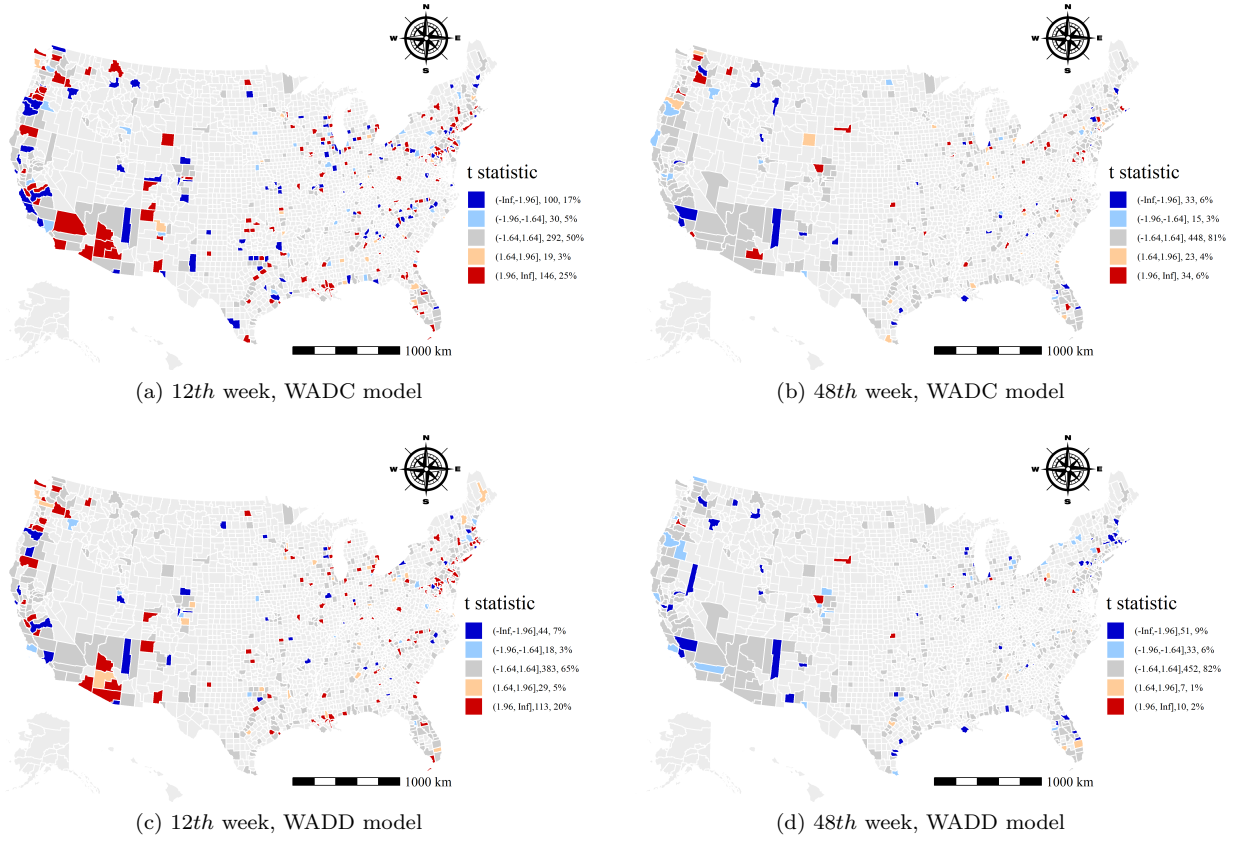 N
W E
S
t statistic
(-Inf,-1.96], 100, 17%
(-1.96,-1.64], 30, 5%
(-1.64,1.64], 292, 50%
(1.64,1.96], 19, 3%
(1.96, Inf], 146, 25%
1000 km
(a) 12th week, WADC model
N
W E
S
t statistic
(-Inf,-1.96], 33, 6%
(-1.96,-1.64], 15, 3%
(-1.64,1.64], 448, 81%
(1.64,1.96], 23, 4%
(1.96, Inf], 34, 6%
1000 km
(b) 48th week, WADC model
N
W E
S
t statistic
(-Inf,-1.96],44, 7%
(-1.96,-1.64],18, 3%
(-1.64,1.64],383, 65%
(1.64,1.96],29, 5%
(1.96, Inf],113, 20%
1000 km
(c) 12th week, WADD model
N
W E
S
t statistic
(-Inf,-1.96],51, 9%
(-1.96,-1.64],33, 6%
(-1.64,1.64],452, 82%
(1.64,1.96],7, 1%
(1.96, Inf],10, 2%
1000 km
(d) 48th week, WADD model